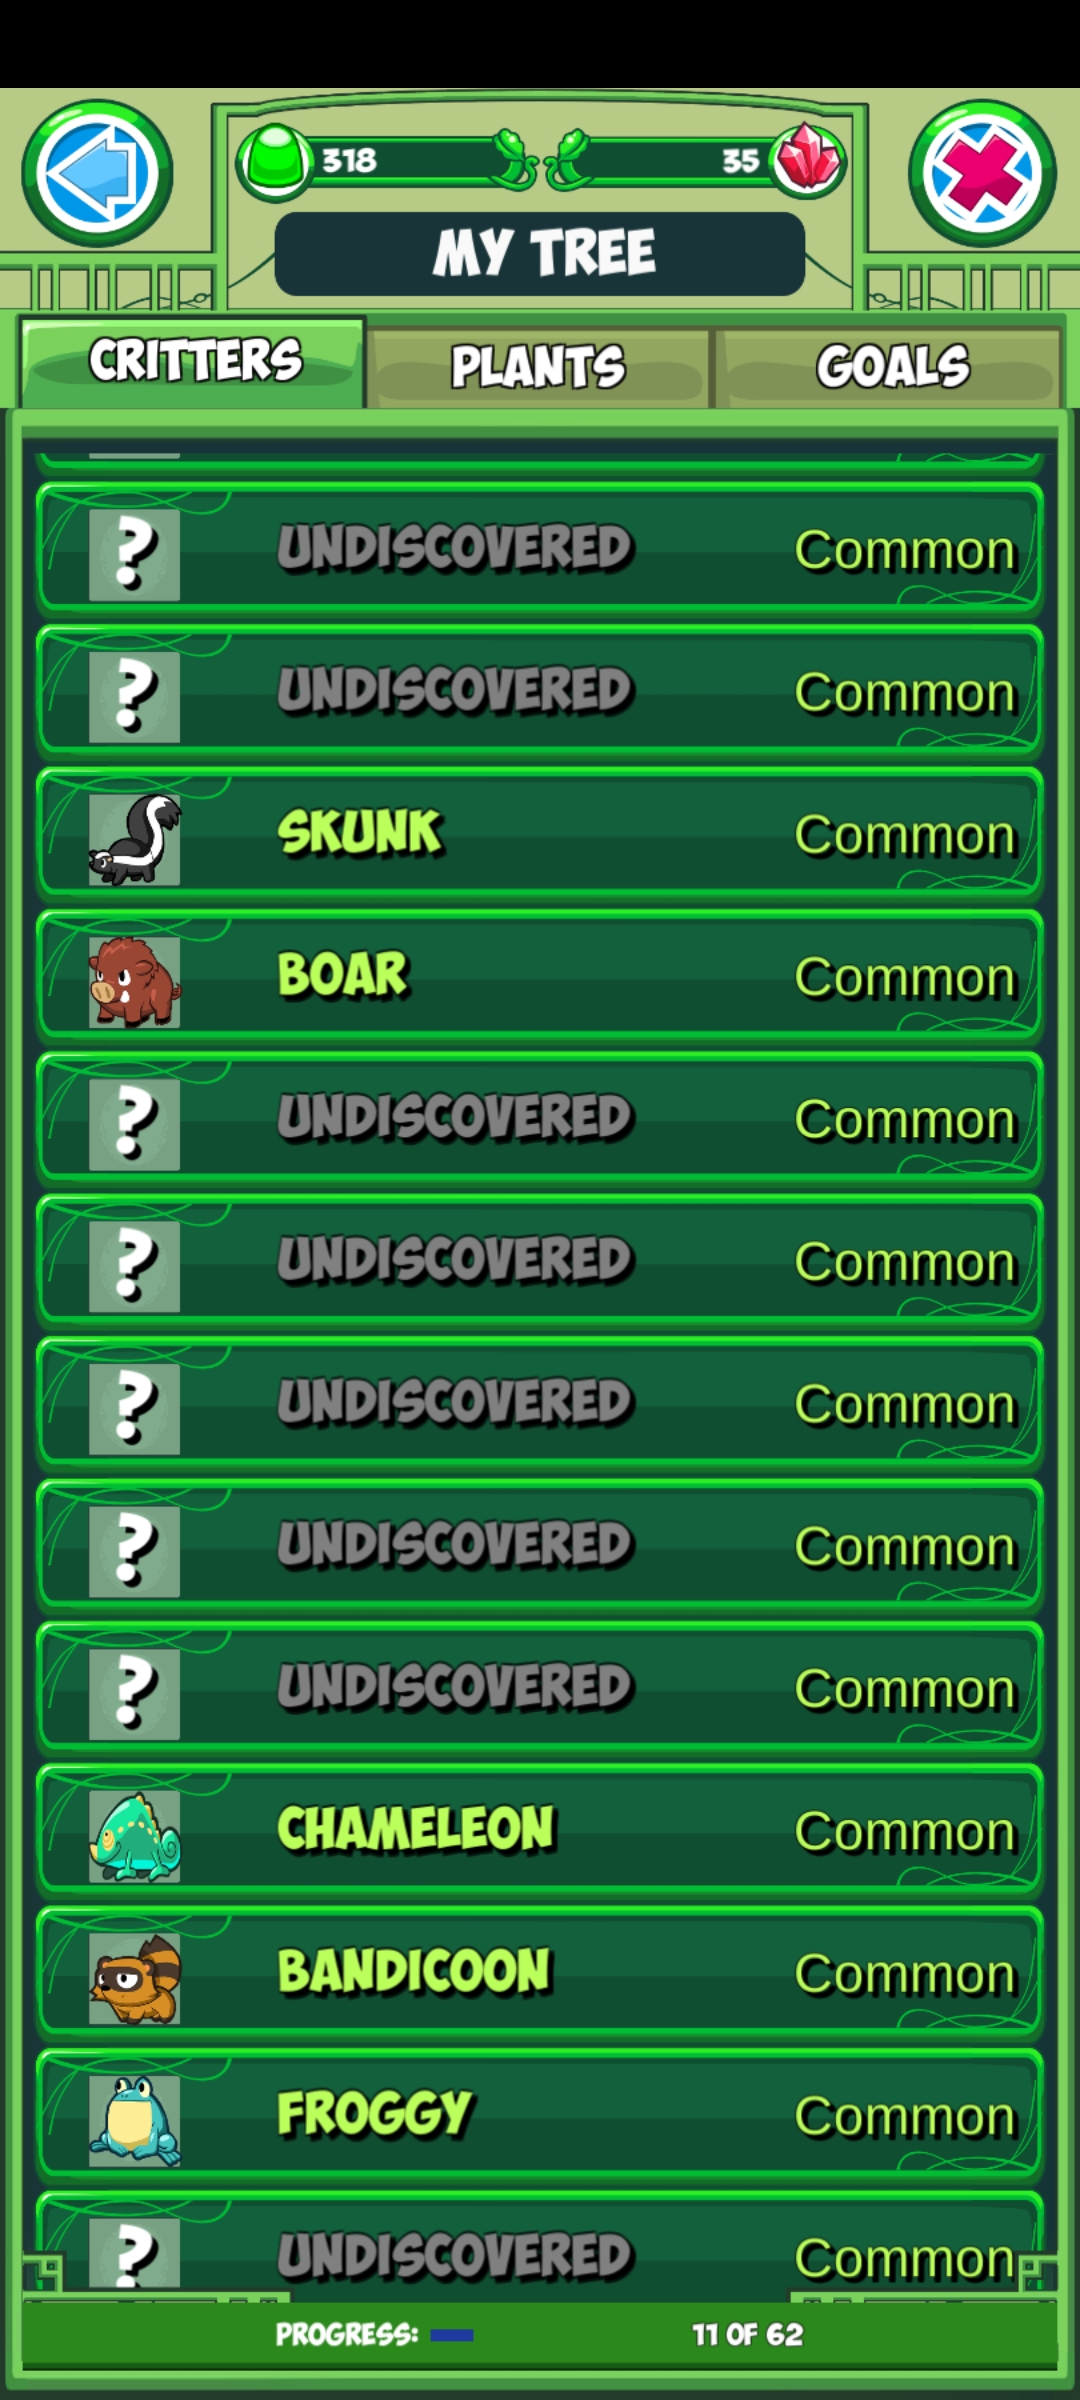 318
35
MY TREE
CRITTERS
PLANTS
GOALS
? UNDISCOVERED Common
? UNDISCOVERED Common
SKUNK Common
BOAR Common
? UNDISCOVERED Common
? UNDISCOVERED Common
? UNDISCOVERED Common
? UNDISCOVERED Common
? UNDISCOVERED Common
CHAMELEON Common
BANDICOON Common
FROGGY Common
? UNDISCOVERED Common
PROGRESS: 11 OF 62